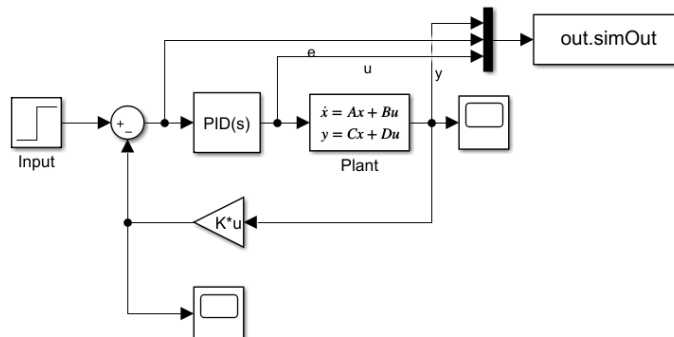 out.simOut
e
u
y
+
−
PID(s)
ẋ = Ax + Bu
y = Cx + Du
Input
Plant
K*u